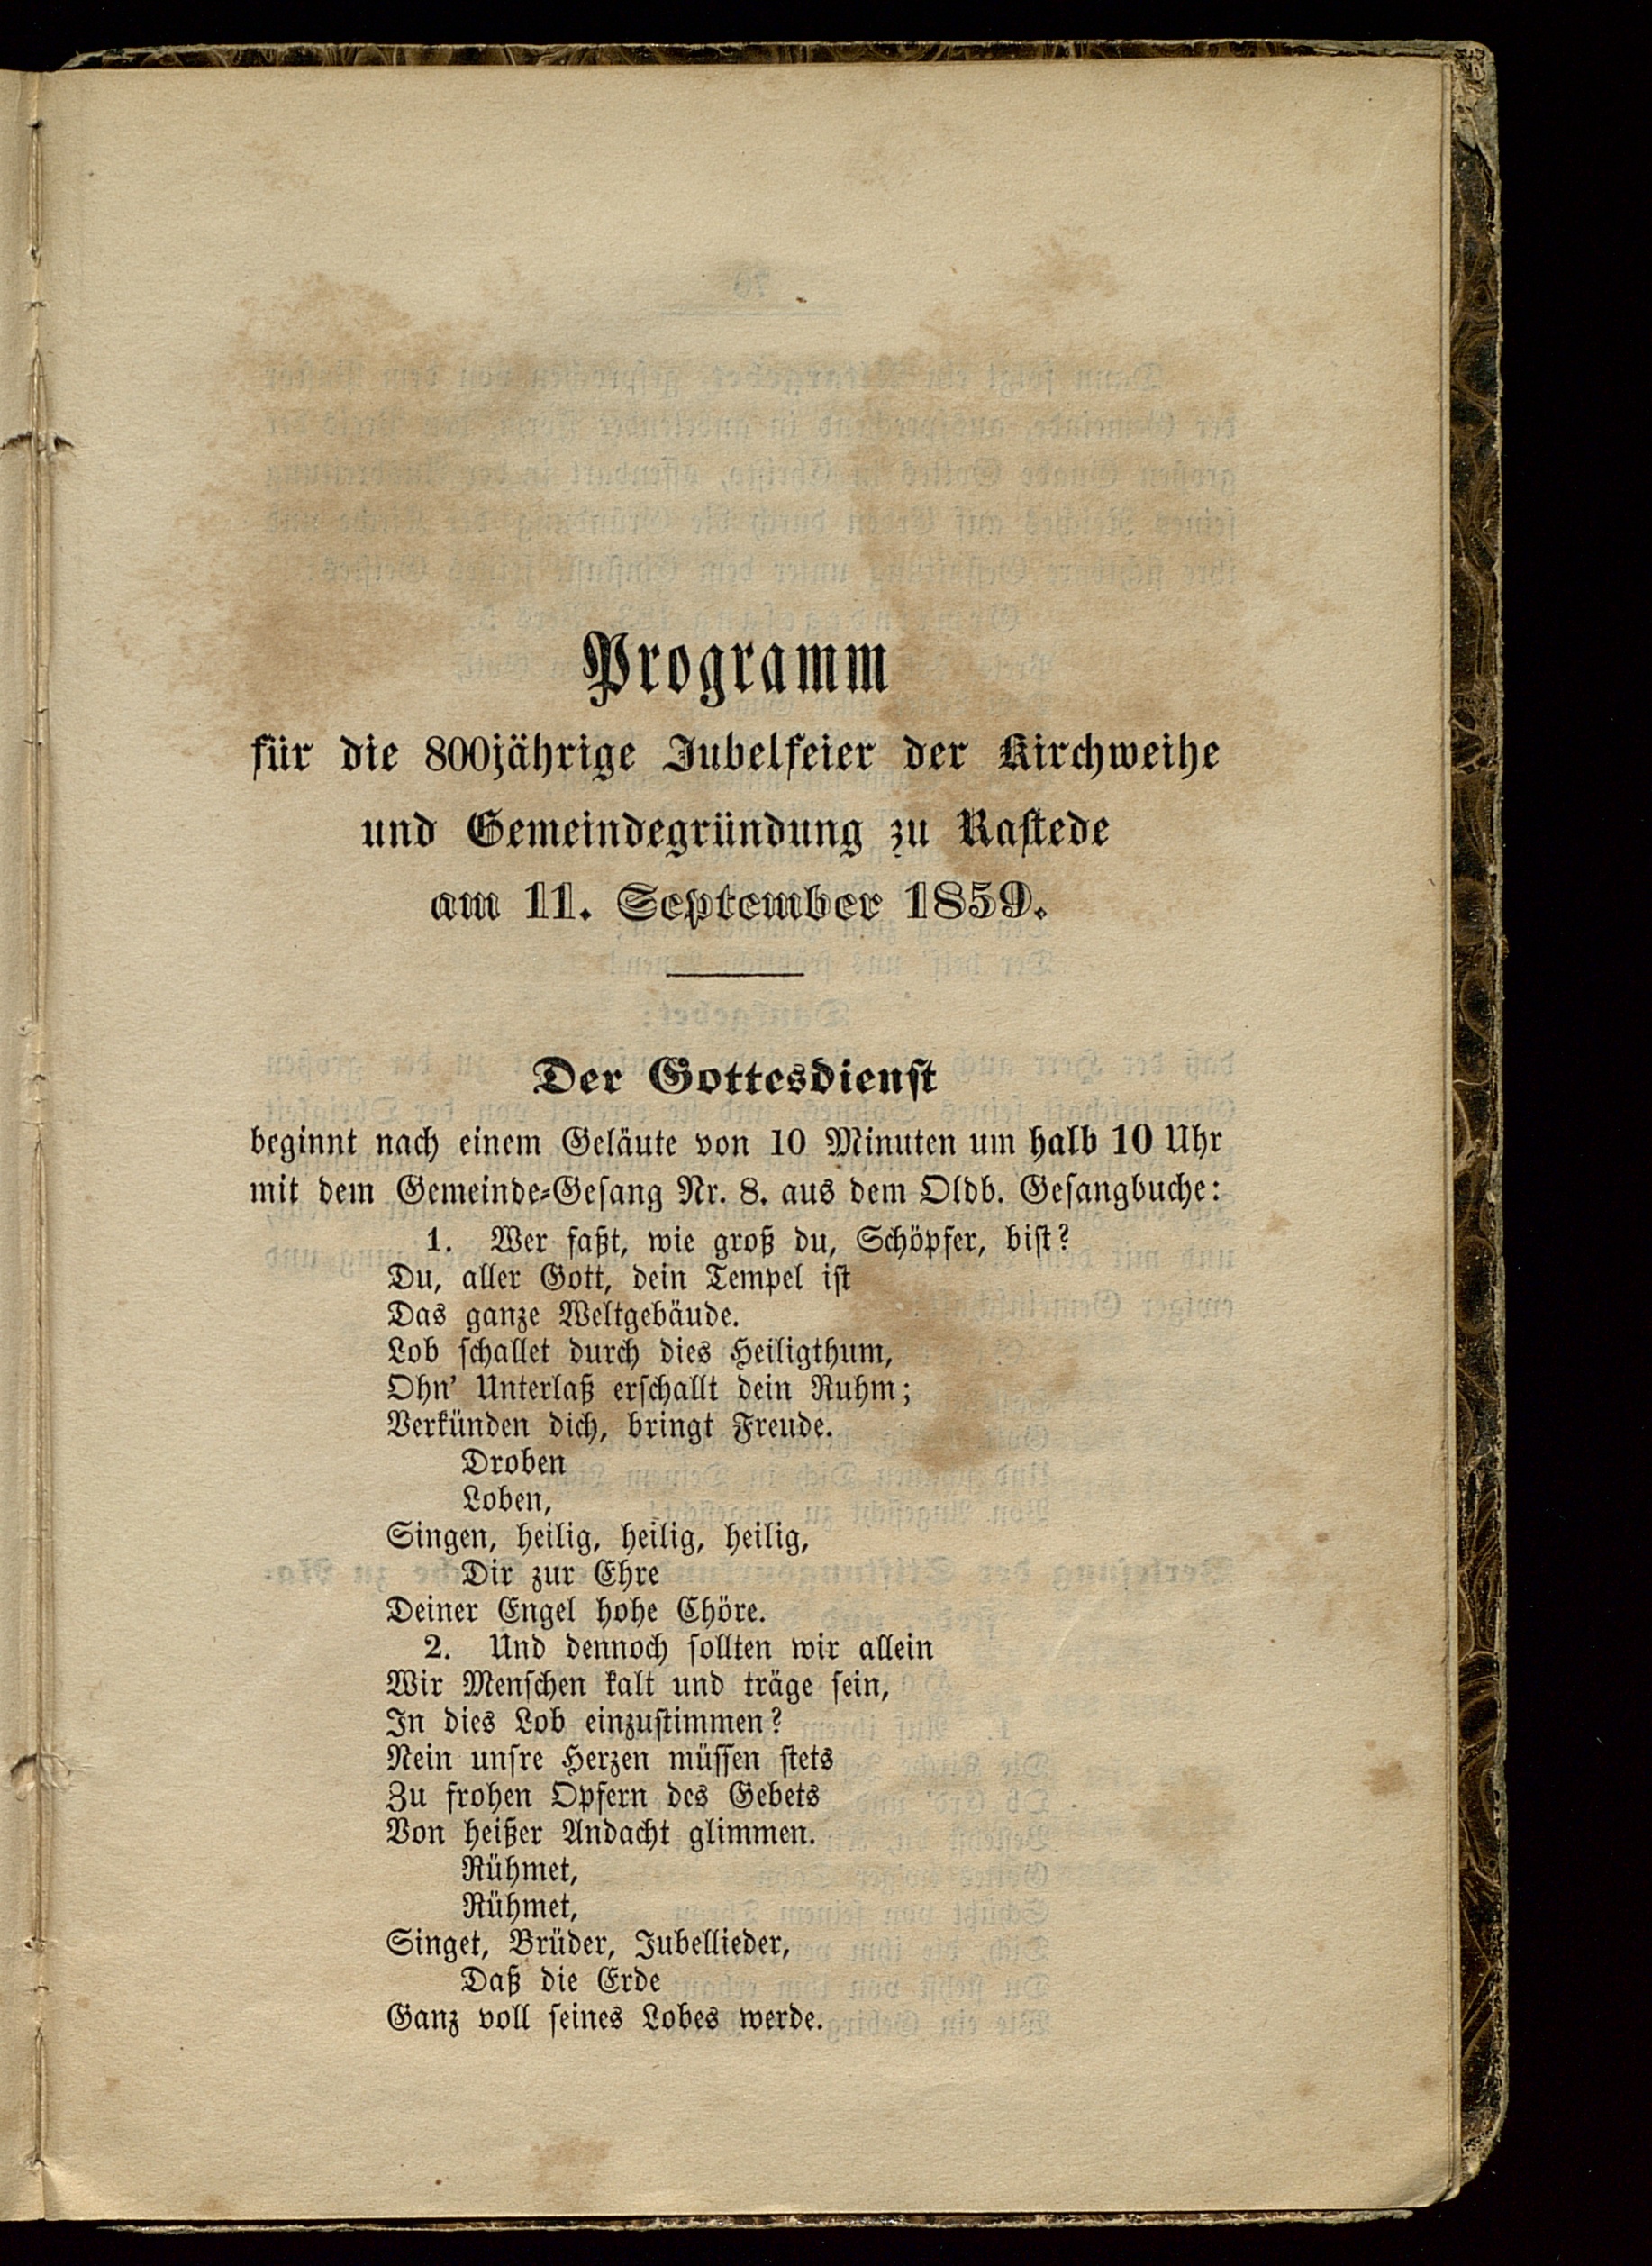 Programm
für die 800jährige Jubelfeier der Kirchweihe
und Gemeindegründung zu Rastede
am 11. September 1859.
Der Gottesdienst
beginnt nach einem Geläute von 10 Minuten um halb 10 Uhr
mit dem Gemeinde-Gesang Nr. 8. aus dem Oldb. Gesangbuche:
1. Wer faßt, wie groß du, Schöpfer, bist?
Du, aller Gott, dein Tempel ist
Das ganze Weltgebäude.
Lob schallet durch dies Heiligthum,
Ohn' Unterlaß erschallt dein Ruhm;
Verkünden dich, bringt Freude.
Droben
Loben,
Singen, heilig, heilig, heilig,
Dir zur Ehre
Deiner Engel hohe Chöre.
2. Und dennoch sollten wir allein
Wir Menschen kalt und träge sein,
In dies Lob einzustimmen?
Nein unsre Herzen müssen stets
Zu frohen Opfern des Gebets
Von heißer Andacht glimmen.
Rühmet,
Rühmet,
Singet, Brüder, Jubellieder,
Daß die Erde
Ganz voll seines Lobes werde.